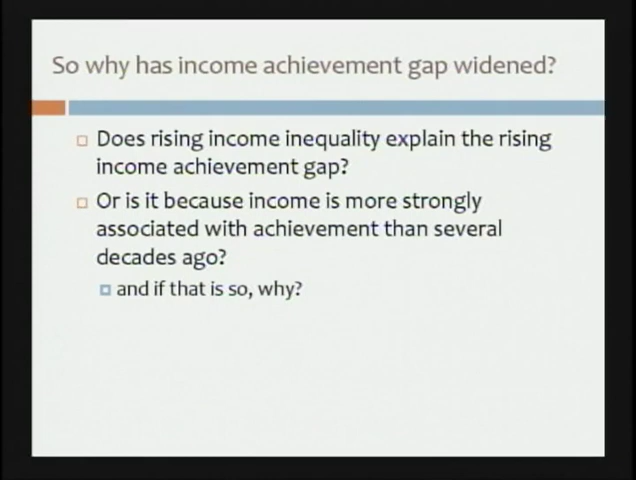 So why has income achievement gap widened?
Does rising income inequality explain the rising
income achievement gap?
Or is it because income is more strongly
associated with achievement than several
decades ago?
and if that is so, why?